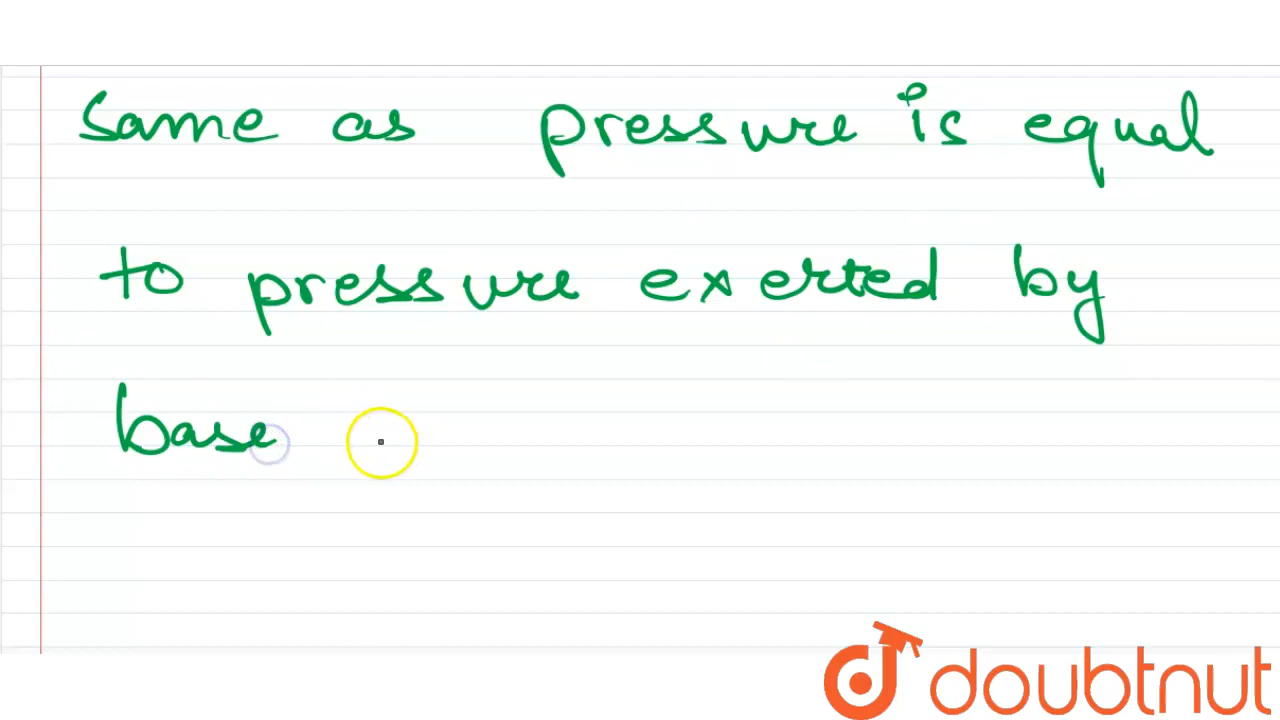 Same as pressure is equal
to pressure exerted by
base
doubtnut